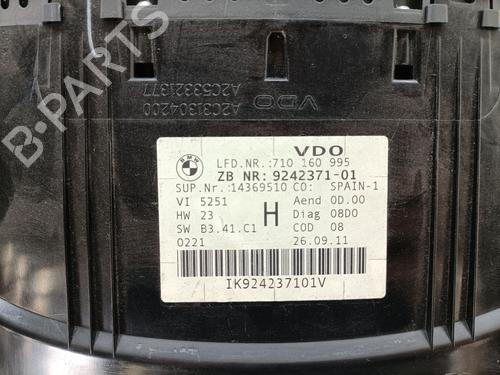 B-PARTS
A2C53321377
A2C31304200
VDO
BMW
VDO
LFD.NR.:710 160 995
ZB NR: 9242371-01
SUP.Nr.:14369510 CO: SPAIN-1
VI 5251 Aend 0D.00
HW 23 H Diag 08D0
SW B3.41.C1 COD 08
0221 26.09.11
IK924237101V